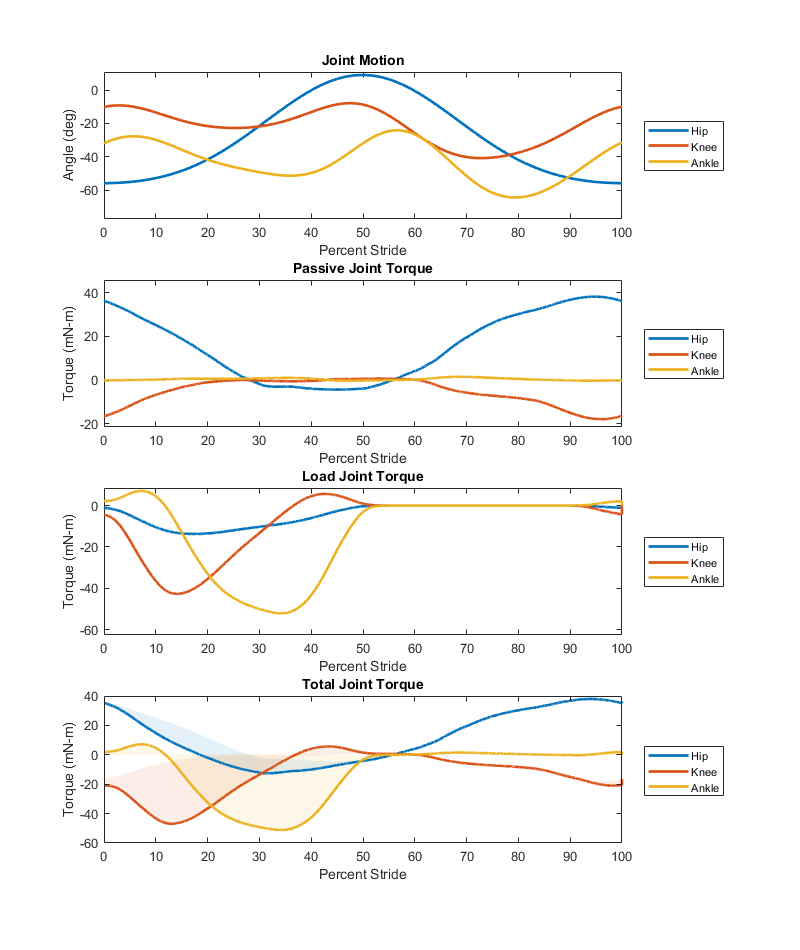 Joint Motion
0
-20
-40
-60
Angle (deg)
0 10 20 30 40 50 60 70 80 90 100
Percent Stride
Hip
Knee
Ankle
Passive Joint Torque
40
20
0
-20
Torque (mN-m)
0 10 20 30 40 50 60 70 80 90 100
Percent Stride
Hip
Knee
Ankle
Load Joint Torque
0
-20
-40
-60
Torque (mN-m)
0 10 20 30 40 50 60 70 80 90 100
Percent Stride
Hip
Knee
Ankle
Total Joint Torque
40
20
0
-20
-40
-60
Torque (mN-m)
0 10 20 30 40 50 60 70 80 90 100
Percent Stride
Hip
Knee
Ankle